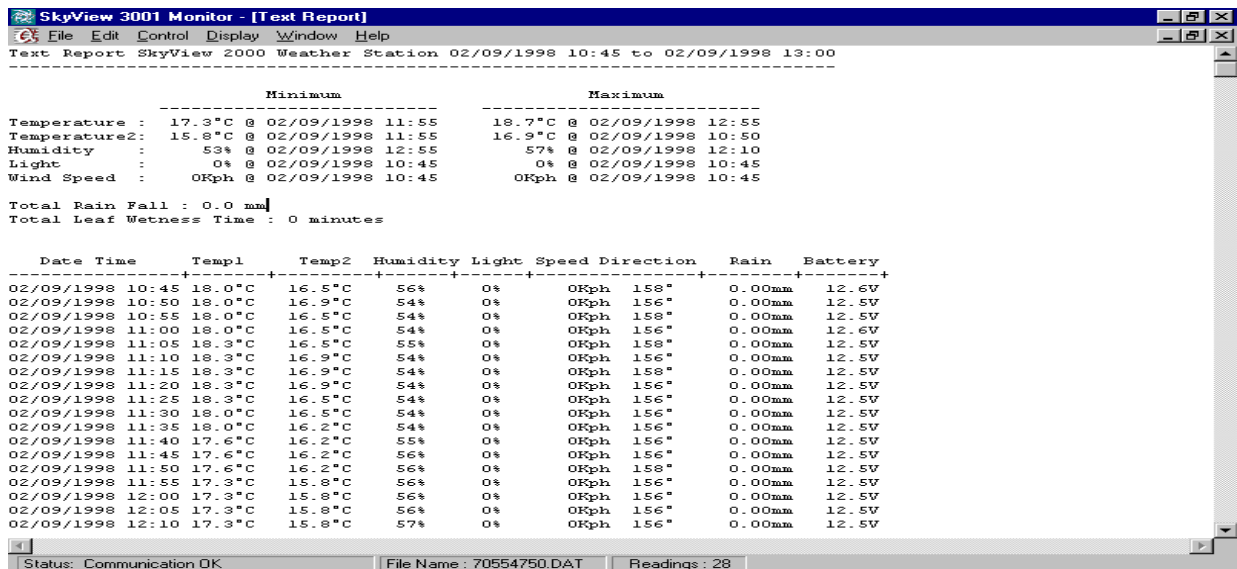 SkyView 3001 Monitor - [Text Report]
File Edit Control Display Window Help
Text Report SkyView 2000 Weather Station 02/09/1998 10:45 to 02/09/1998 13:00
Minimum Maximum
Temperature : 17.3°C @ 02/09/1998 11:55 18.7°C @ 02/09/1998 12:55
Temperature2: 15.8°C @ 02/09/1998 11:55 16.9°C @ 02/09/1998 10:50
Humidity : 53% @ 02/09/1998 12:55 57% @ 02/09/1998 12:10
Light : 0% @ 02/09/1998 10:45 0% @ 02/09/1998 10:45
Wind Speed : 0Kph @ 02/09/1998 10:45 0Kph @ 02/09/1998 10:45
Total Rain Fall : 0.0 mm
Total Leaf Wetness Time : 0 minutes
Date Time Temp1 Temp2 Humidity Light Speed Direction Rain Battery
02/09/1998 10:45 18.0°C 16.5°C 56% 0% 0Kph 158° 0.00mm 12.6V
02/09/1998 10:50 18.0°C 16.9°C 54% 0% 0Kph 158° 0.00mm 12.5V
02/09/1998 10:55 18.0°C 16.5°C 54% 0% 0Kph 158° 0.00mm 12.5V
02/09/1998 11:00 18.0°C 16.5°C 54% 0% 0Kph 156° 0.00mm 12.6V
02/09/1998 11:05 18.3°C 16.5°C 55% 0% 0Kph 158° 0.00mm 12.5V
02/09/1998 11:10 18.3°C 16.9°C 54% 0% 0Kph 156° 0.00mm 12.5V
02/09/1998 11:15 18.3°C 16.9°C 54% 0% 0Kph 158° 0.00mm 12.5V
02/09/1998 11:20 18.3°C 16.9°C 54% 0% 0Kph 156° 0.00mm 12.5V
02/09/1998 11:25 18.3°C 16.5°C 54% 0% 0Kph 156° 0.00mm 12.5V
02/09/1998 11:30 18.0°C 16.5°C 54% 0% 0Kph 156° 0.00mm 12.5V
02/09/1998 11:35 18.0°C 16.2°C 54% 0% 0Kph 156° 0.00mm 12.5V
02/09/1998 11:40 17.6°C 16.2°C 55% 0% 0Kph 156° 0.00mm 12.5V
02/09/1998 11:45 17.6°C 16.2°C 56% 0% 0Kph 156° 0.00mm 12.5V
02/09/1998 11:50 17.6°C 16.2°C 56% 0% 0Kph 158° 0.00mm 12.5V
02/09/1998 11:55 17.3°C 15.8°C 56% 0% 0Kph 156° 0.00mm 12.5V
02/09/1998 12:00 17.3°C 15.8°C 56% 0% 0Kph 156° 0.00mm 12.5V
02/09/1998 12:05 17.3°C 15.8°C 56% 0% 0Kph 156° 0.00mm 12.5V
02/09/1998 12:10 17.3°C 15.8°C 57% 0% 0Kph 156° 0.00mm 12.5V
Status: Communication OK File Name : 70554750.DAT Readings : 28